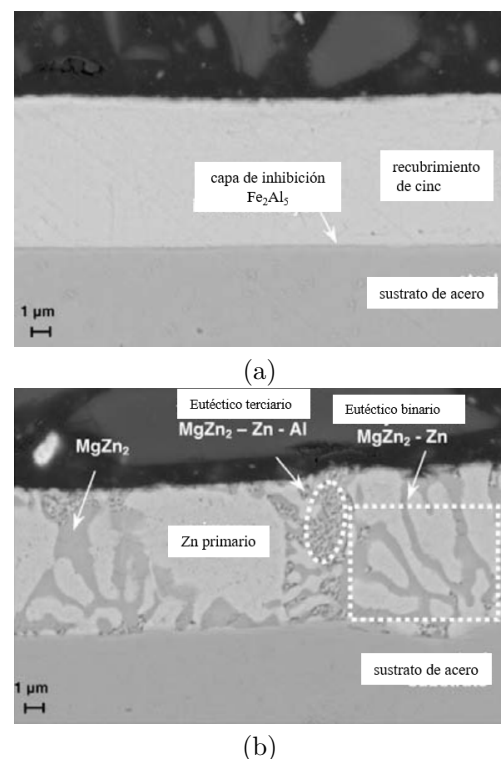 capa de inhibición
Fe₂Al₅
recubrimiento
de cinc
sustrato de acero
1 µm
(a)
Eutéctico terciario
MgZn₂ – Zn - Al
Eutéctico binario
MgZn₂ - Zn
MgZn₂
Zn primario
sustrato de acero
1 µm
(b)